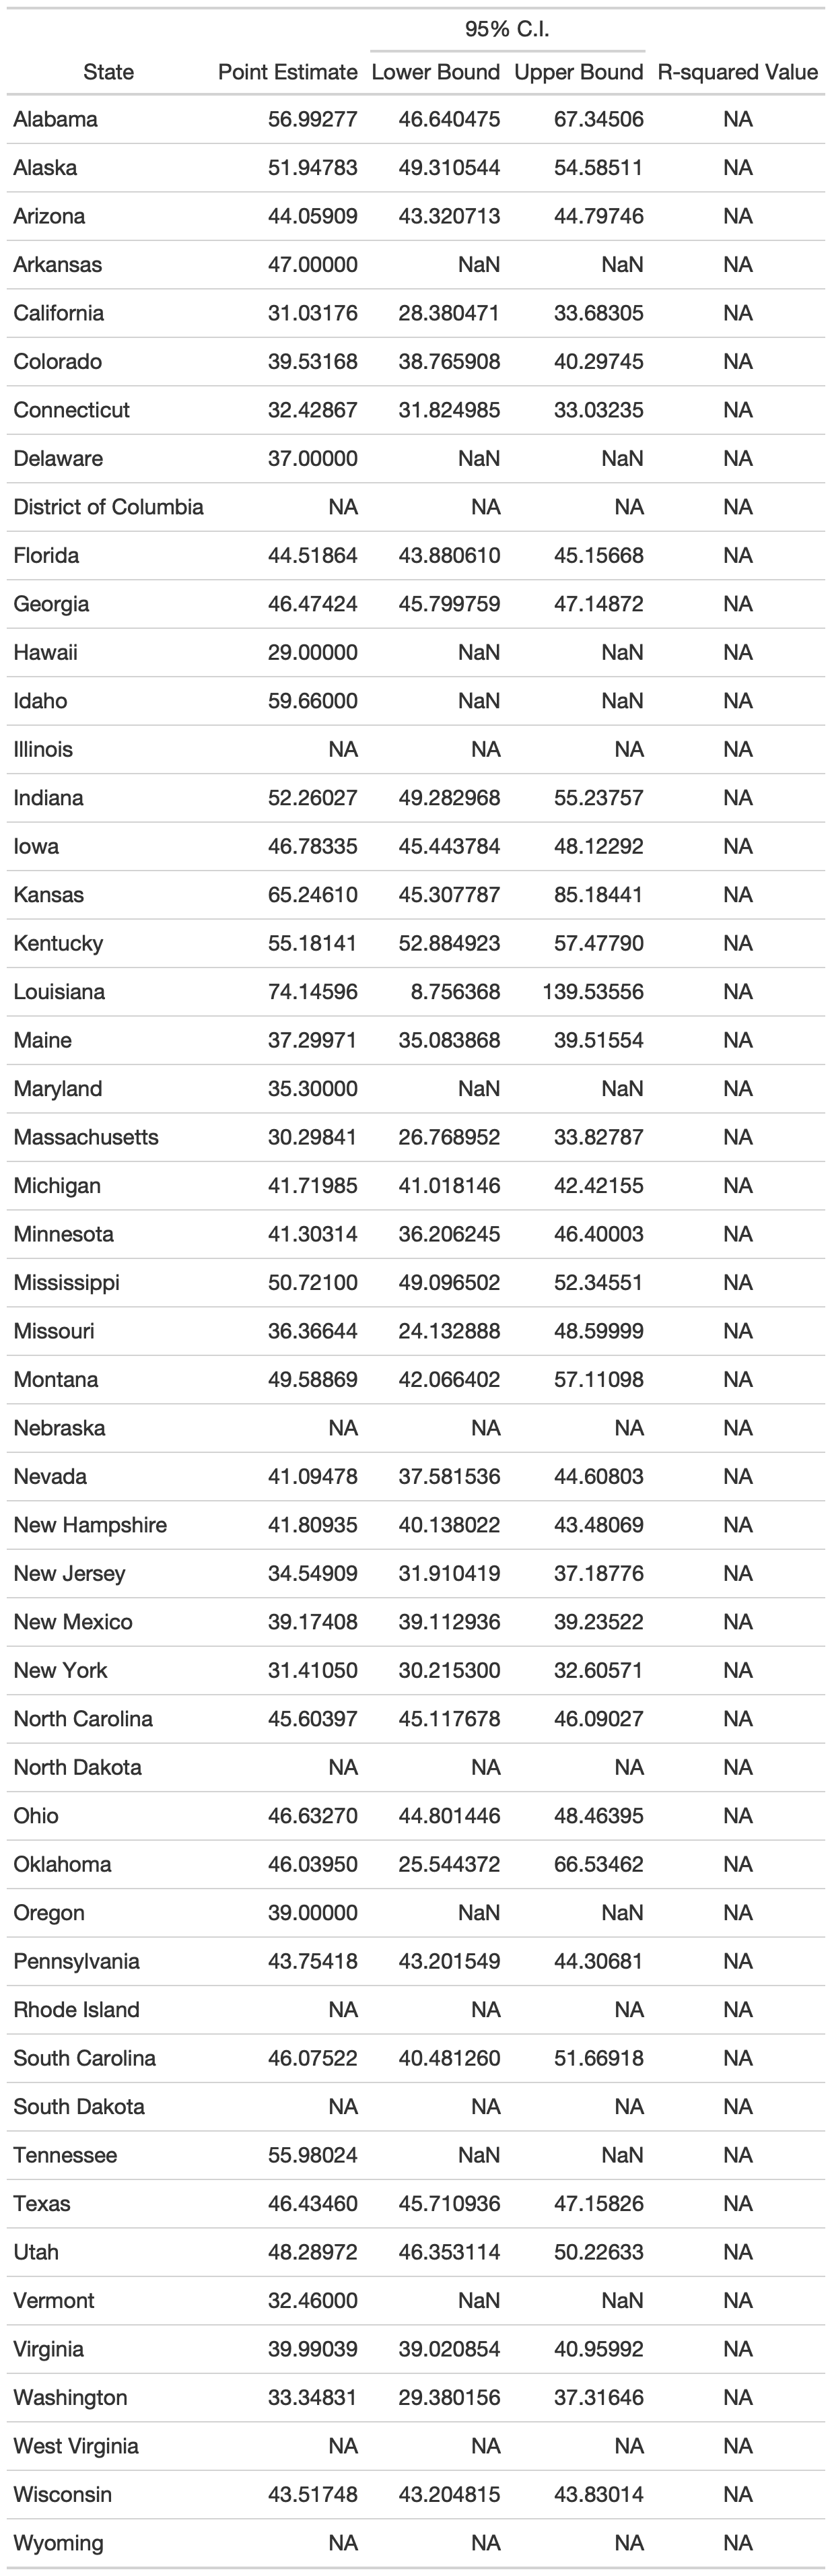 95% C.I.
State Point Estimate Lower Bound Upper Bound R-squared Value
Alabama 56.99277 46.640475 67.34506 NA
Alaska 51.94783 49.310544 54.58511 NA
Arizona 44.05909 43.320713 44.79746 NA
Arkansas 47.00000 NaN NaN NA
California 31.03176 28.380471 33.68305 NA
Colorado 39.53168 38.765908 40.29745 NA
Connecticut 32.42867 31.824985 33.03235 NA
Delaware 37.00000 NaN NaN NA
District of Columbia NA NA NA NA
Florida 44.51864 43.880610 45.15668 NA
Georgia 46.47424 45.799759 47.14872 NA
Hawaii 29.00000 NaN NaN NA
Idaho 59.66000 NaN NaN NA
Illinois NA NA NA NA
Indiana 52.26027 49.282968 55.23757 NA
Iowa 46.78335 45.443784 48.12292 NA
Kansas 65.24610 45.307787 85.18441 NA
Kentucky 55.18141 52.884923 57.47790 NA
Louisiana 74.14596 8.756368 139.53556 NA
Maine 37.29971 35.083868 39.51554 NA
Maryland 35.30000 NaN NaN NA
Massachusetts 30.29841 26.768952 33.82787 NA
Michigan 41.71985 41.018146 42.42155 NA
Minnesota 41.30314 36.206245 46.40003 NA
Mississippi 50.72100 49.096502 52.34551 NA
Missouri 36.36644 24.132888 48.59999 NA
Montana 49.58869 42.066402 57.11098 NA
Nebraska NA NA NA NA
Nevada 41.09478 37.581536 44.60803 NA
New Hampshire 41.80935 40.138022 43.48069 NA
New Jersey 34.54909 31.910419 37.18776 NA
New Mexico 39.17408 39.112936 39.23522 NA
New York 31.41050 30.215300 32.60571 NA
North Carolina 45.60397 45.117678 46.09027 NA
North Dakota NA NA NA NA
Ohio 46.63270 44.801446 48.46395 NA
Oklahoma 46.03950 25.544372 66.53462 NA
Oregon 39.00000 NaN NaN NA
Pennsylvania 43.75418 43.201549 44.30681 NA
Rhode Island NA NA NA NA
South Carolina 46.07522 40.481260 51.66918 NA
South Dakota NA NA NA NA
Tennessee 55.98024 NaN NaN NA
Texas 46.43460 45.710936 47.15826 NA
Utah 48.28972 46.353114 50.22633 NA
Vermont 32.46000 NaN NaN NA
Virginia 39.99039 39.020854 40.95992 NA
Washington 33.34831 29.380156 37.31646 NA
West Virginia NA NA NA NA
Wisconsin 43.51748 43.204815 43.83014 NA
Wyoming NA NA NA NA